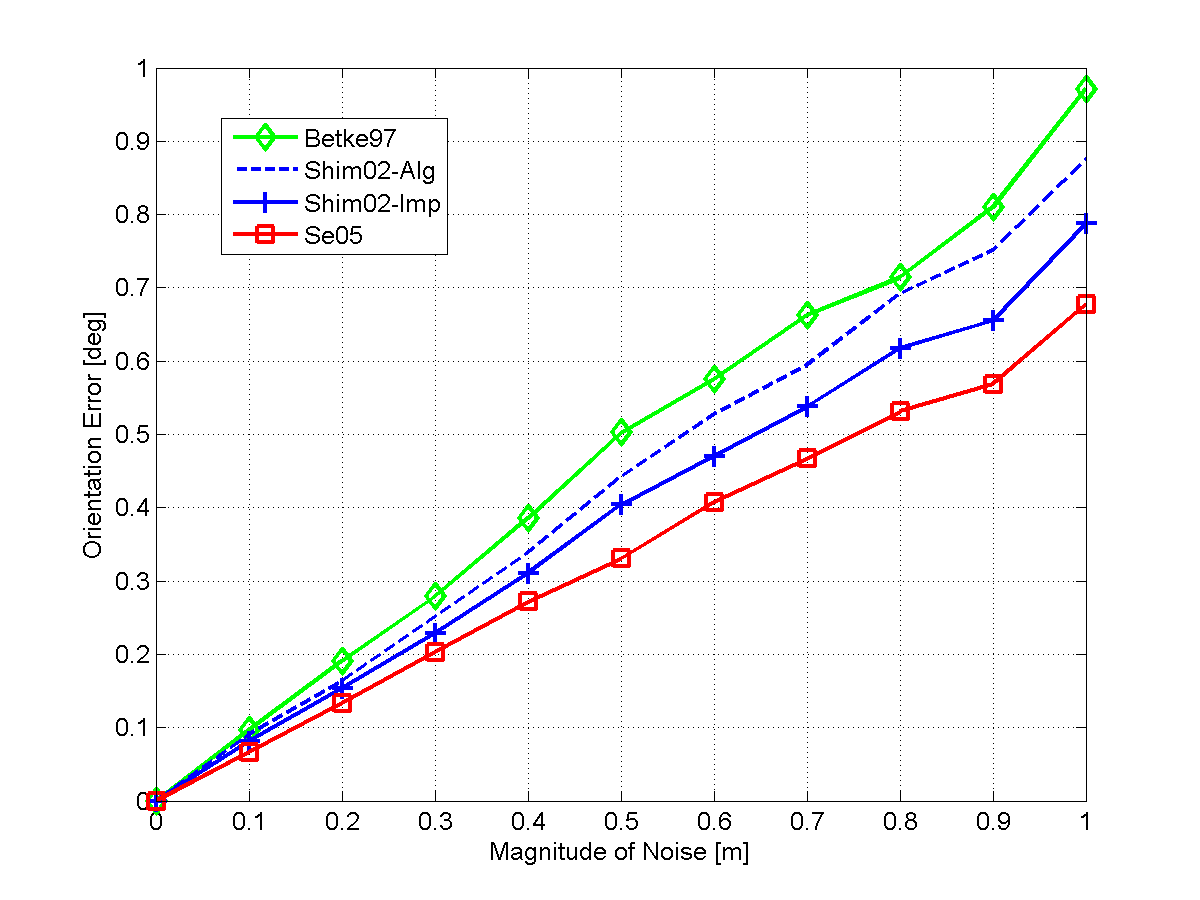 1
0.9
0.8
0.7
0.6
0.5
0.4
0.3
0.2
0.1
0
Orientation Error [deg]
Betke97
Shim02-Alg
Shim02-Imp
Se05
0 0.1 0.2 0.3 0.4 0.5 0.6 0.7 0.8 0.9 1
Magnitude of Noise [m]